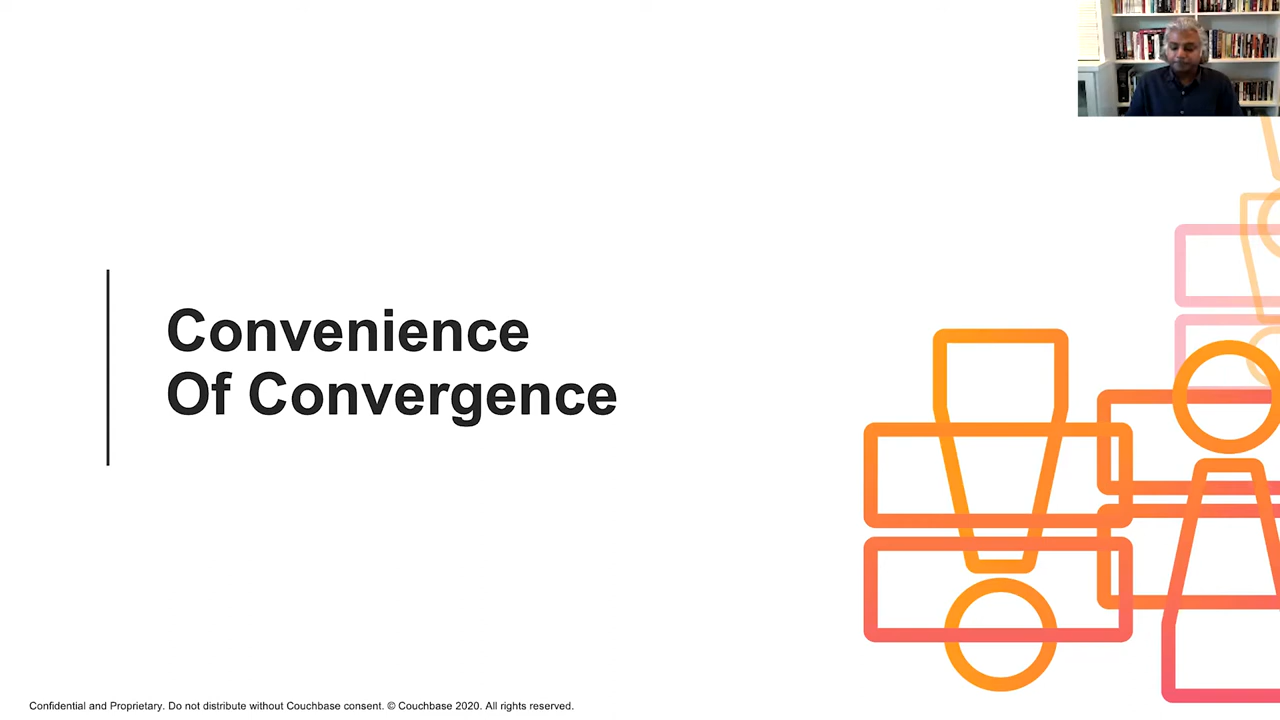 Convenience
Of Convergence
Confidential and Proprietary. Do not distribute without Couchbase consent. © Couchbase 2020. All rights reserved.